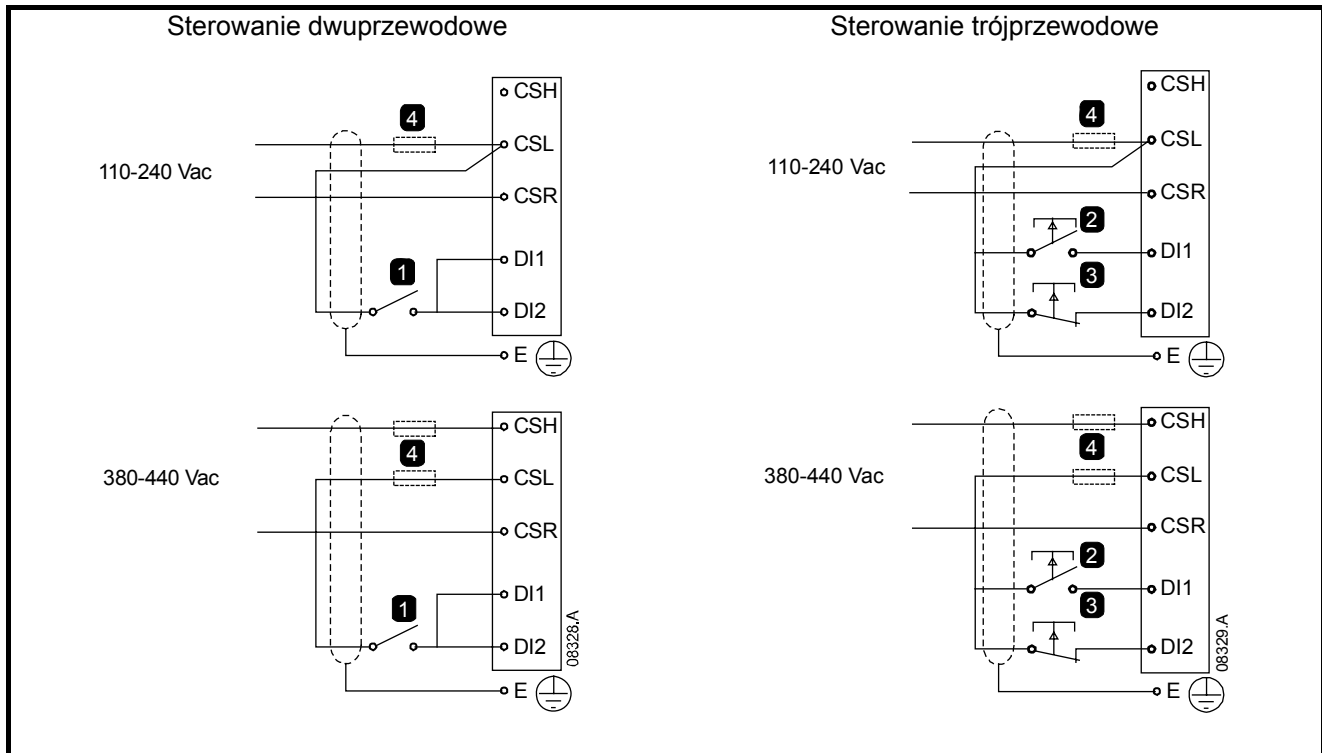 Sterowanie dwuprzewodowe
CSH
4
CSL
110-240 Vac
CSR
DI1
1
DI2
E
CSH
4
CSL
380-440 Vac
CSR
DI1
1
DI2
08328.A
E
Sterowanie trójprzewodowe
CSH
4
CSL
110-240 Vac
CSR
2
DI1
3
DI2
E
CSH
4
CSL
380-440 Vac
CSR
2
DI1
3
DI2
08329.A
E